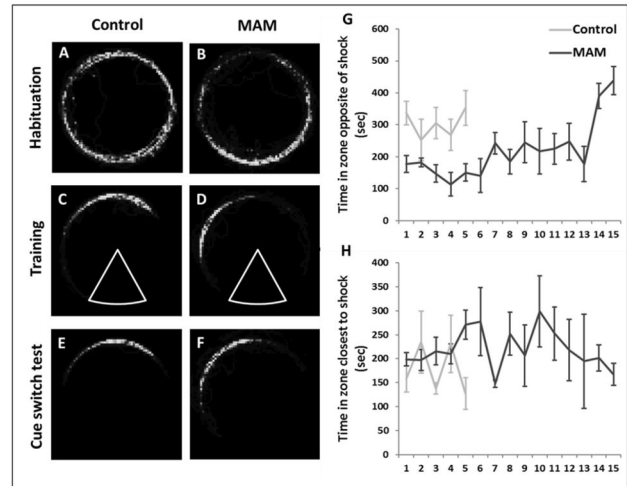 Control MAM
Habituation
Training
Cue switch test
A
B
C
D
E
F
G
Control
MAM
Time in zone opposite of shock
(sec)
600
500
400
300
200
100
0
1 2 3 4 5 6 7 8 9 10 11 12 13 14 15
H
Time in zone closest to shock
(sec)
400
350
300
250
200
150
100
50
0
1 2 3 4 5 6 7 8 9 10 11 12 13 14 15